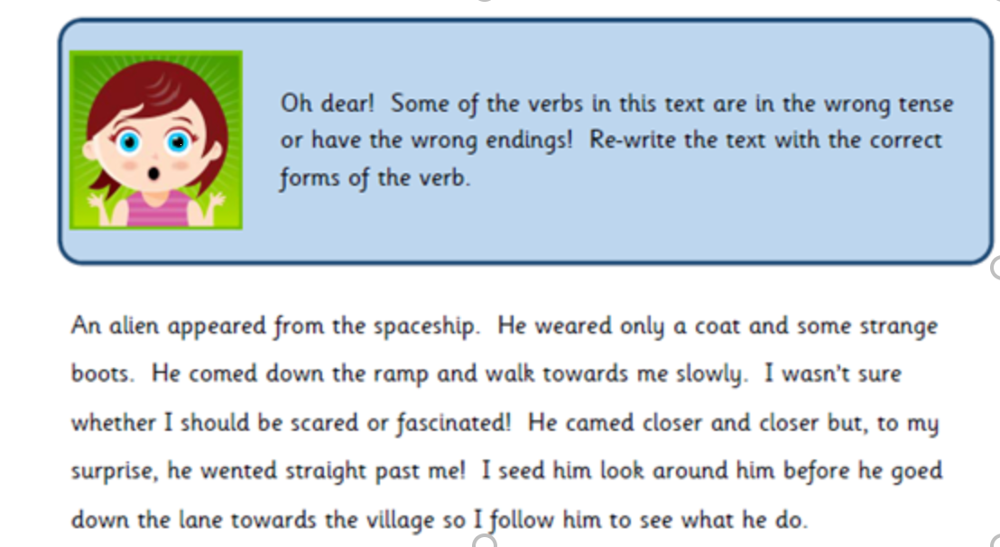 Oh dear! Some of the verbs in this text are in the wrong tense
or have the wrong endings! Re-write the text with the correct
forms of the verb.
An alien appeared from the spaceship. He weared only a coat and some strange
boots. He comed down the ramp and walk towards me slowly. I wasn't sure
whether I should be scared or fascinated! He camed closer and closer but, to my
surprise, he wented straight past me! I seed him look around him before he goed
down the lane towards the village so I follow him to see what he do.